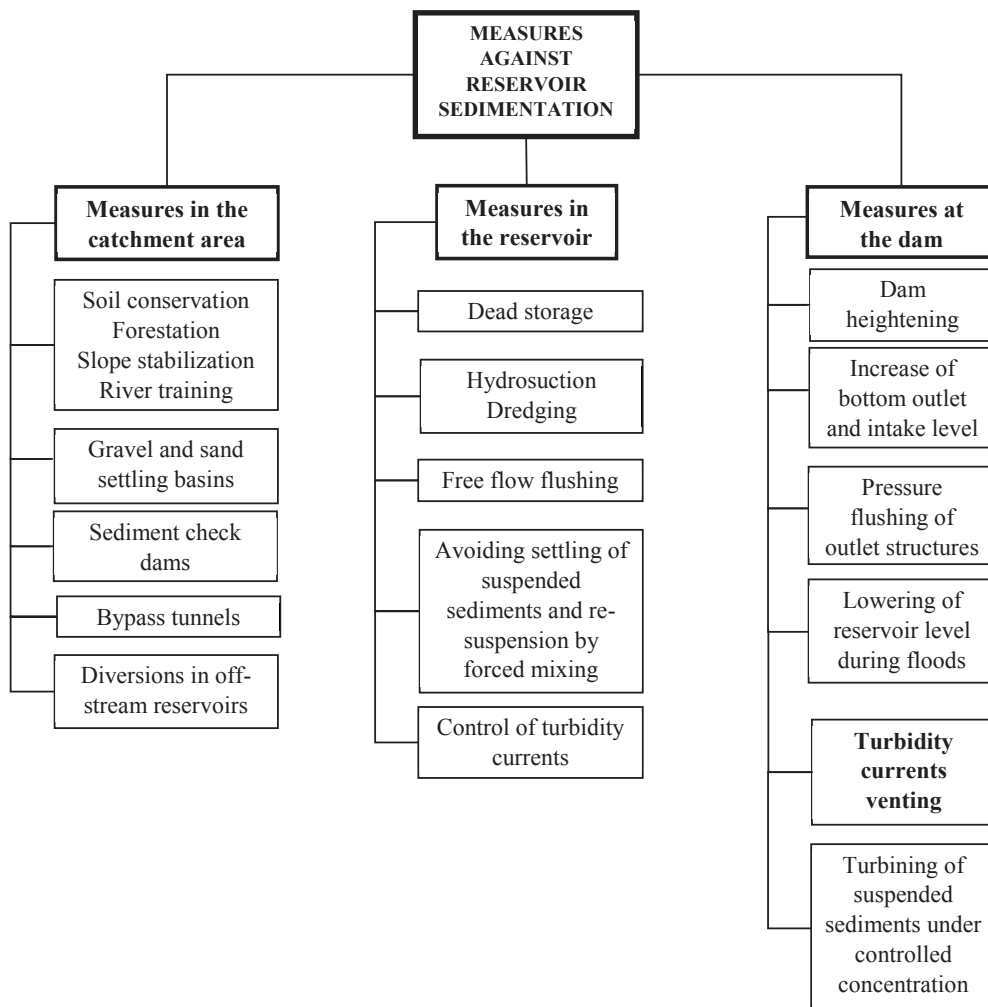 MEASURES
AGAINST
RESERVOIR
SEDIMENTATION
Measures in the
catchment area
Soil conservation
Forestation
Slope stabilization
River training
Gravel and sand
settling basins
Sediment check
dams
Bypass tunnels
Diversions in off-
stream reservoirs
Measures in
the reservoir
Dead storage
Hydrosuction
Dredging
Free flow flushing
Avoiding settling of
suspended
sediments and re-
suspension by
forced mixing
Control of turbidity
currents
Measures at
the dam
Dam
heightening
Increase of
bottom outlet
and intake level
Pressure
flushing of
outlet structures
Lowering of
reservoir level
during floods
Turbidity
currents
venting
Turbining of
suspended
sediments under
controlled
concentration